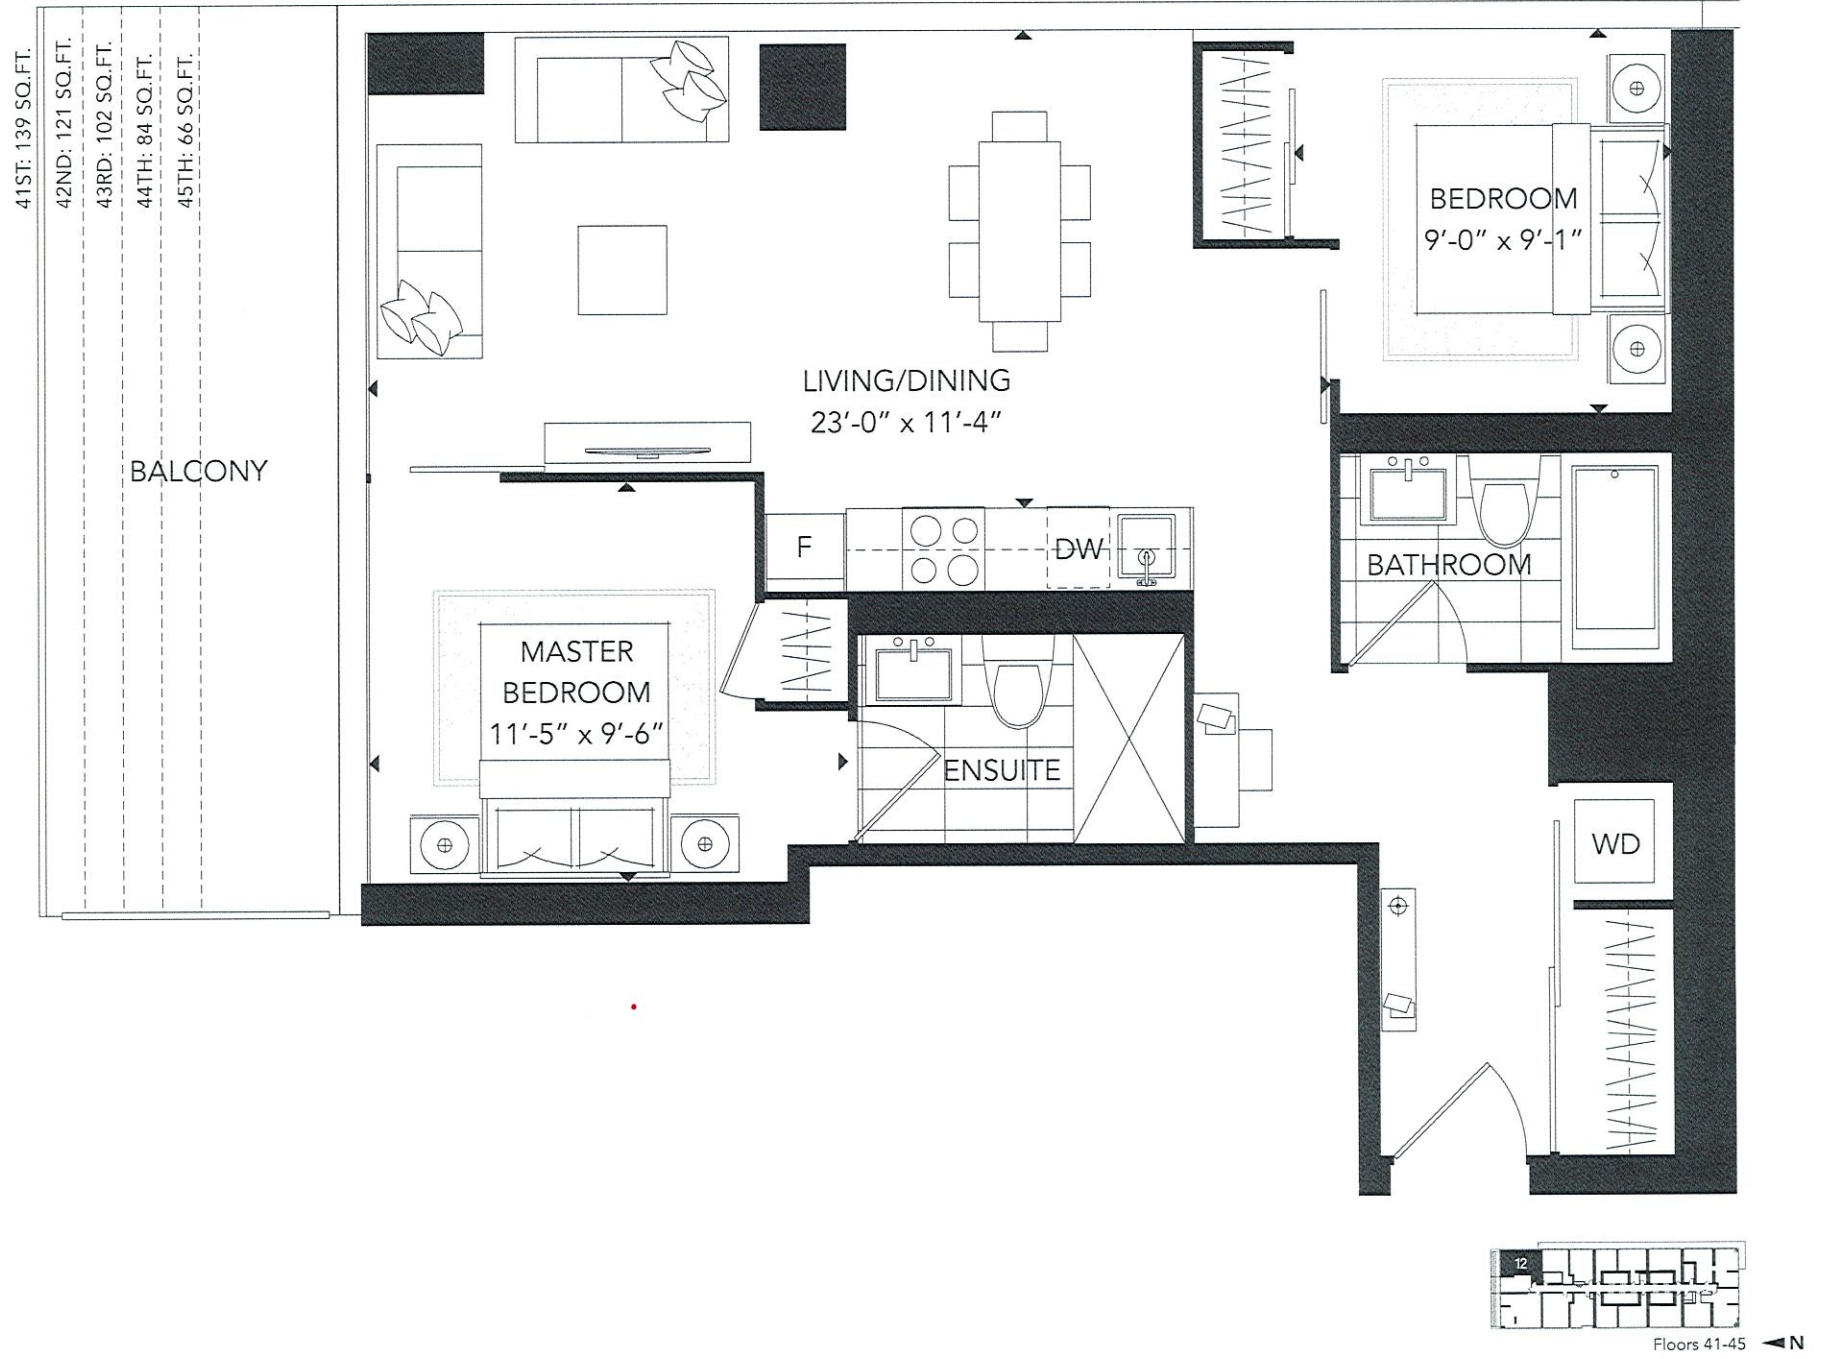 41ST: 139 SQ.FT.
42ND: 121 SQ.FT.
43RD: 102 SQ.FT.
44TH: 84 SQ.FT.
45TH: 66 SQ.FT.
BALCONY
LIVING/DINING
23'-0" x 11'-4"
BEDROOM
9'-0" x 9'-1"
F
DW
BATHROOM
MASTER
BEDROOM
11'-5" x 9'-6"
ENSUITE
WD
12
Floors 41-45
N